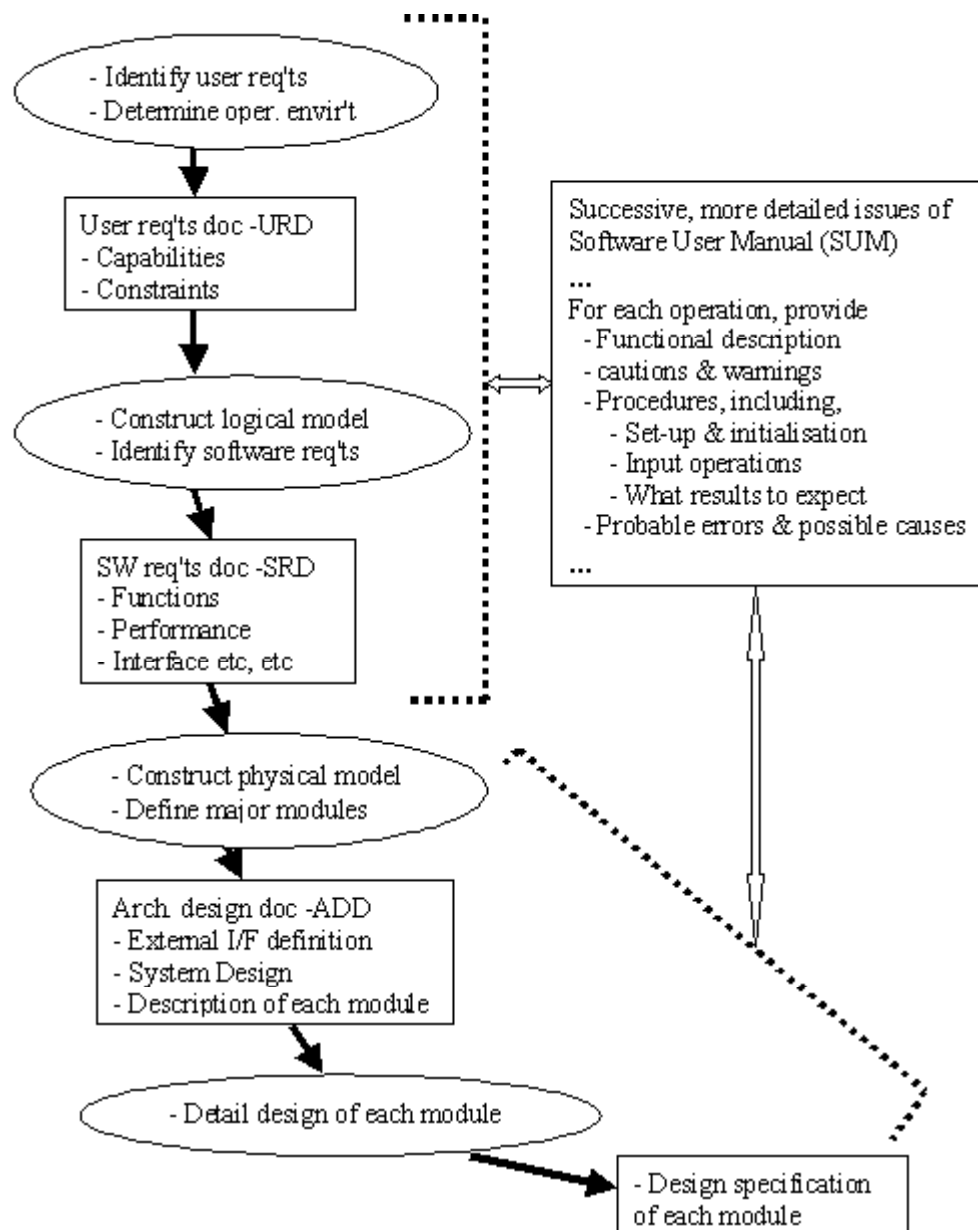 - Identify user req'ts
- Determine oper. envir't
User req'ts doc -URD
- Capabilities
- Constraints
- Construct logical model
- Identify software req'ts
SW req'ts doc -SRD
- Functions
- Performance
- Interface etc, etc
- Construct physical model
- Define major modules
Arch. design doc -ADD
- External I/F definition
- System Design
- Description of each module
- Detail design of each module
- Design specification
of each module
Successive, more detailed issues of
Software User Manual (SUM)
...
For each operation, provide
- Functional description
- cautions & warnings
- Procedures, including,
- Set-up & initialisation
- Input operations
- What results to expect
- Probable errors & possible causes
...